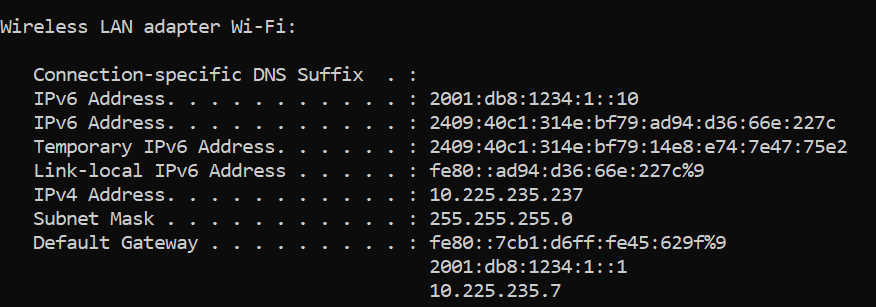 Wireless LAN adapter Wi-Fi:
Connection-specific DNS Suffix  . :
IPv6 Address. . . . . . . . . . . : 2001:db8:1234:1::10
IPv6 Address. . . . . . . . . . . : 2409:40c1:314e:bf79:ad94:d36:66e:227c
Temporary IPv6 Address. . . . . . : 2409:40c1:314e:bf79:14e8:e74:7e47:75e2
Link-local IPv6 Address . . . . . : fe80::ad94:d36:66e:227c%9
IPv4 Address. . . . . . . . . . . : 10.225.235.237
Subnet Mask . . . . . . . . . . . : 255.255.255.0
Default Gateway . . . . . . . . . : fe80::7cb1:d6ff:fe45:629f%9
2001:db8:1234:1::1
10.225.235.7